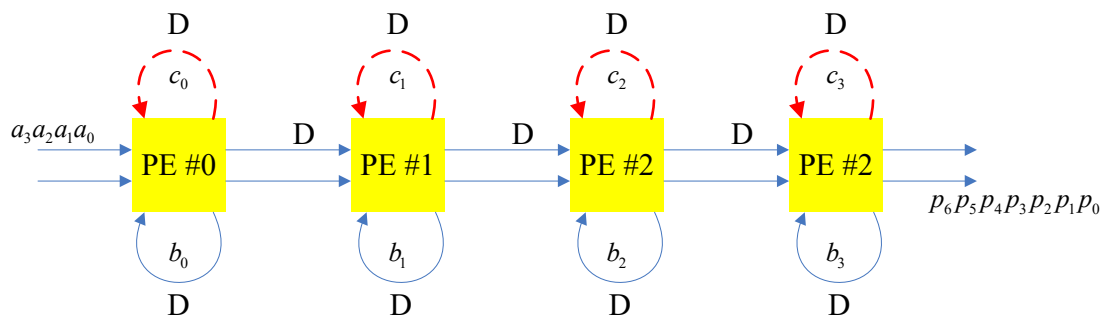 D D D D
c₀ c₁ c₂ c₃
a₃a₂a₁a₀ D D D
PE #0 PE #1 PE #2 PE #2
p₆p₅p₄p₃p₂p₁p₀
b₀ b₁ b₂ b₃
D D D D